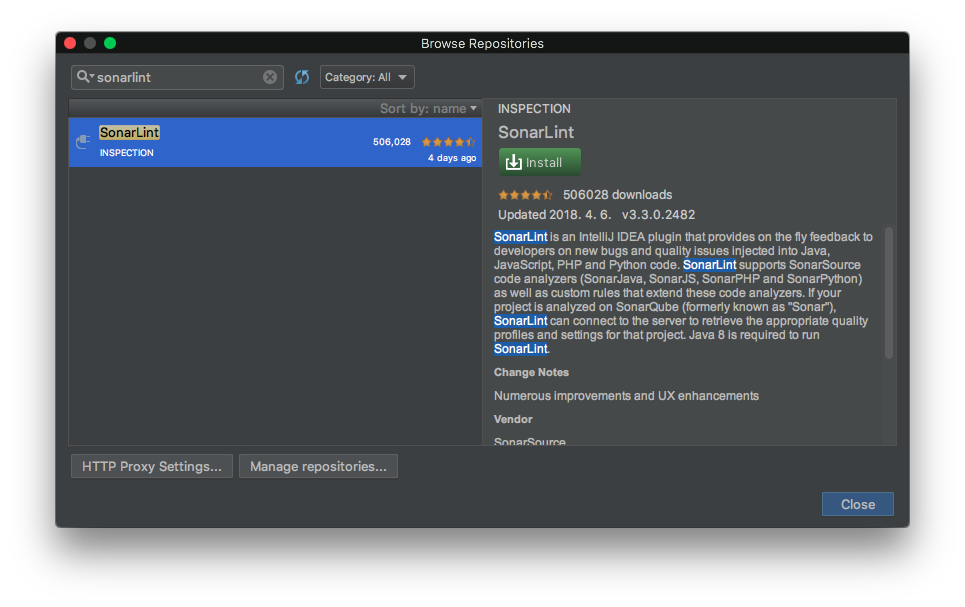 Browse Repositories
sonarlint
Category: All
Sort by: name
SonarLint
506,028
INSPECTION
4 days ago
INSPECTION
SonarLint
Install
506028 downloads
Updated 2018. 4. 6. v3.3.0.2482
SonarLint is an IntelliJ IDEA plugin that provides on the fly feedback to
developers on new bugs and quality issues injected into Java,
JavaScript, PHP and Python code. SonarLint supports SonarSource
code analyzers (SonarJava, SonarJS, SonarPHP and SonarPython)
as well as custom rules that extend these code analyzers. If your
project is analyzed on SonarQube (formerly known as "Sonar"),
SonarLint can connect to the server to retrieve the appropriate quality
profiles and settings for that project. Java 8 is required to run
SonarLint.
Change Notes
Numerous improvements and UX enhancements
Vendor
SonarSource
HTTP Proxy Settings...
Manage repositories...
Close